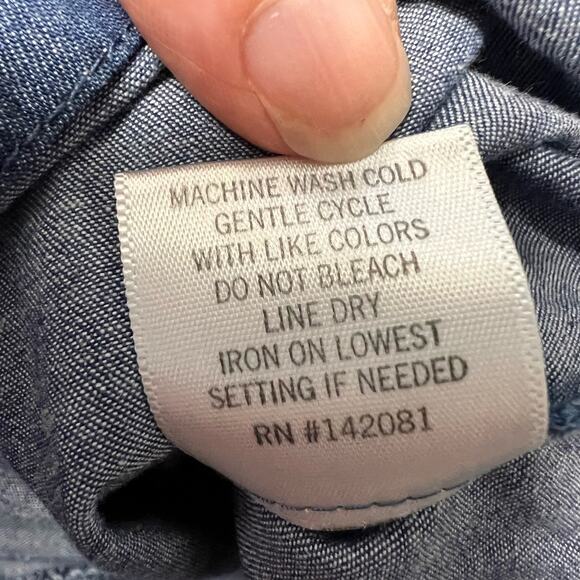 MACHINE WASH COLD
GENTLE CYCLE
WITH LIKE COLORS
DO NOT BLEACH
LINE DRY
IRON ON LOWEST
SETTING IF NEEDED
RN #142081